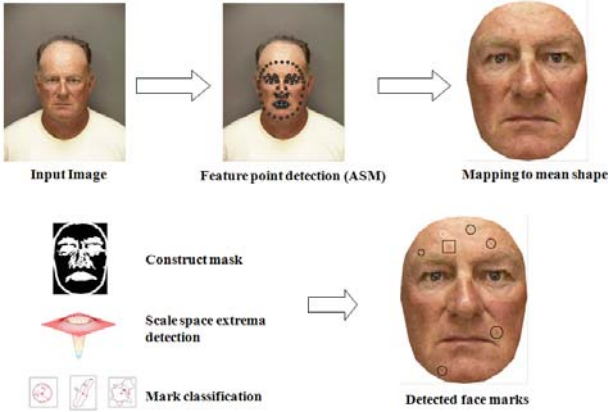 Input Image
Feature point detection (ASM)
Mapping to mean shape
Construct mask
Scale space extrema
detection
Mark classification
Detected face marks